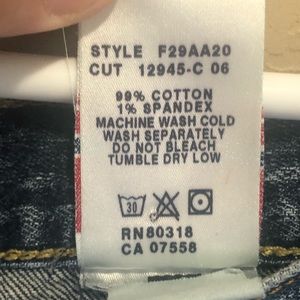 STYLE F29AA20
CUT 12945-C 06
99% COTTON
1% SPANDEX
MACHINE WASH COLD
WASH SEPARATELY
DO NOT BLEACH
TUMBLE DRY LOW
30
RN80318
CA 07558